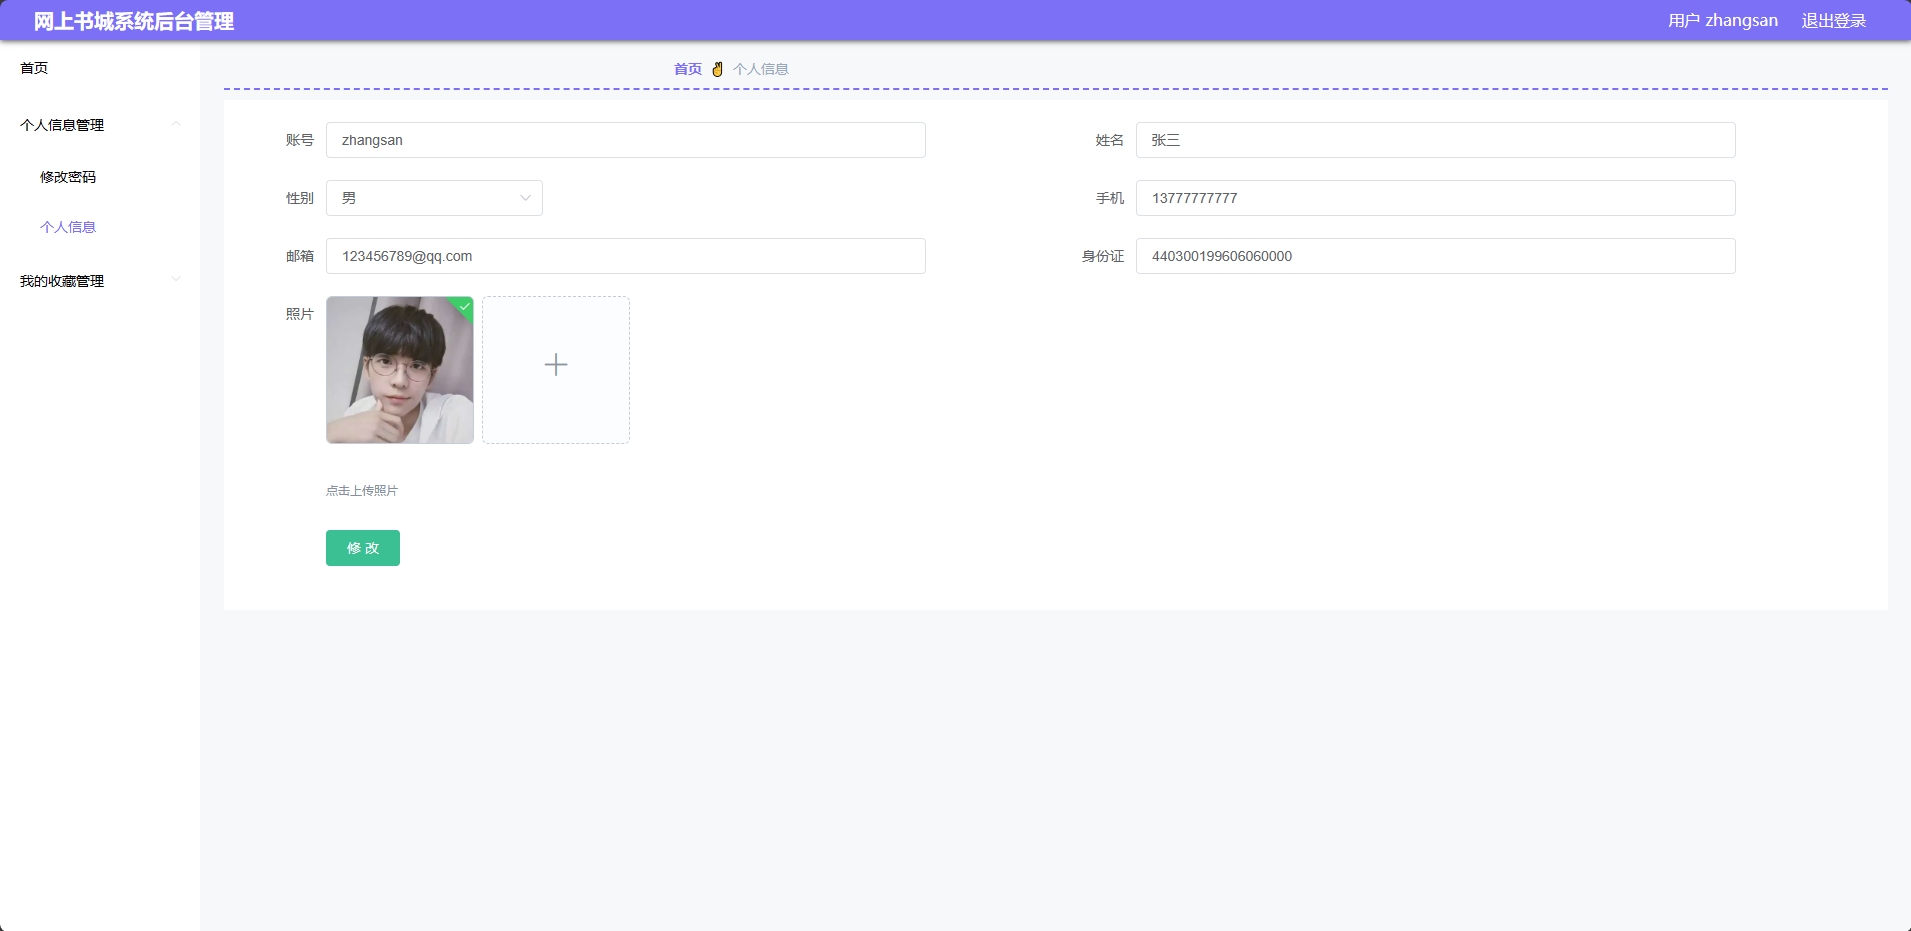 网上书城系统后台管理
用户 zhangsan
退出登录
首页
个人信息管理
修改密码
个人信息
我的收藏管理
首页 个人信息
账号 zhangsan
姓名 张三
性别 男
手机 13777777777
邮箱 123456789@qq.com
身份证 440300199606060000
照片
点击上传照片
修 改